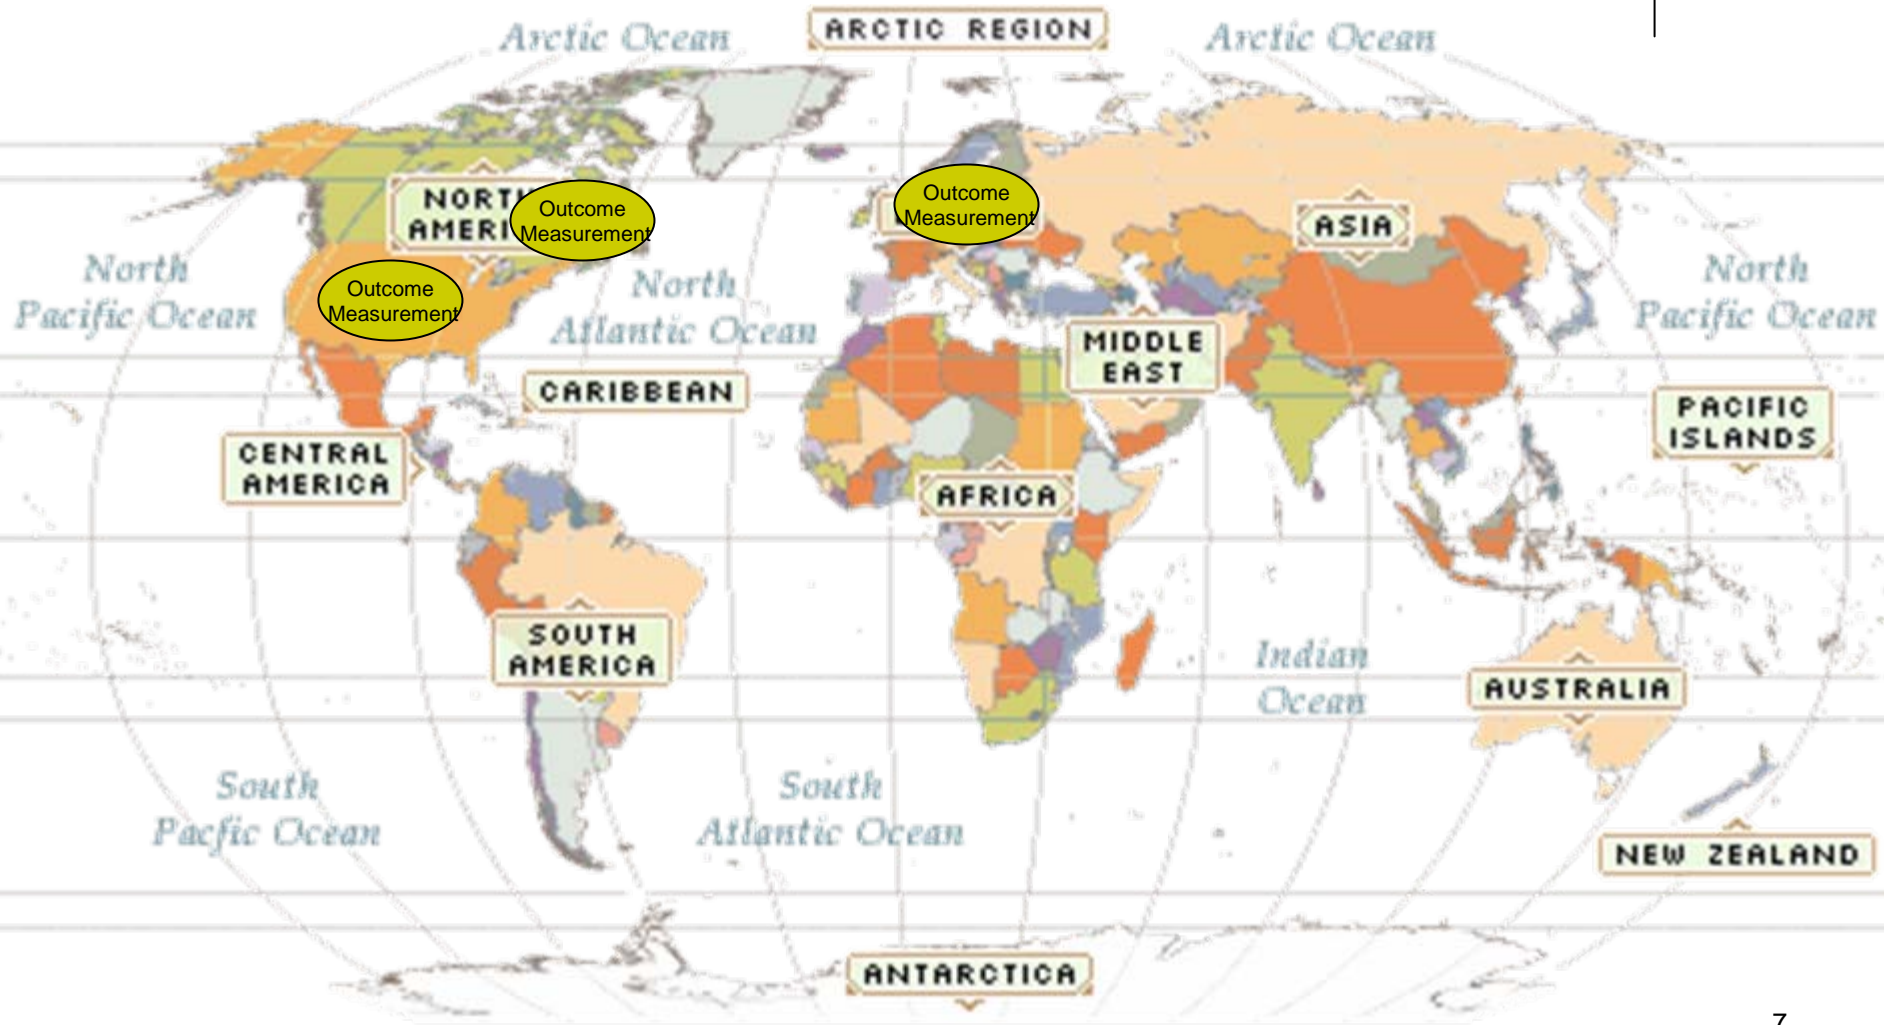 Arctic Ocean
ARCTIC REGION
Arctic Ocean
NORTH
AMERI
Outcome
Measurement
Outcome
Measurement
ASIA
North
Pacific Ocean
Outcome
Measurement
North
Atlantic Ocean
North
Pacific Ocean
MIDDLE
EAST
CARIBBEAN
PACIFIC
ISLANDS
CENTRAL
AMERICA
AFRICA
SOUTH
AMERICA
Indian
Ocean
AUSTRALIA
South
Pacfic Ocean
South
Atlantic Ocean
NEW ZEALAND
ANTARCTICA
7